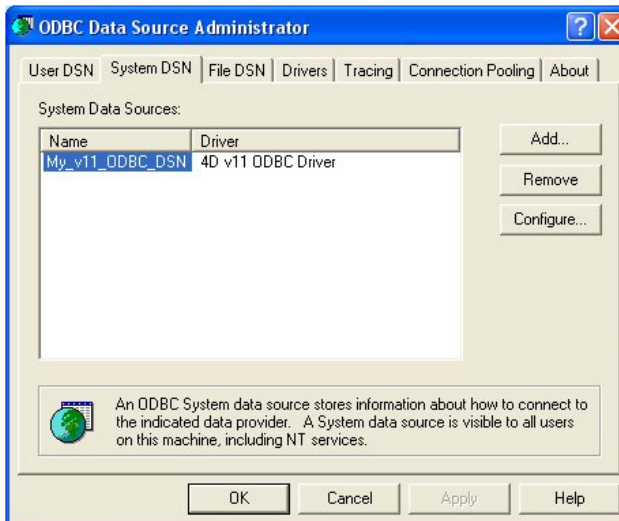 ODBC Data Source Administrator
User DSN System DSN File DSN Drivers Tracing Connection Pooling About
System Data Sources:
Name Driver
My_v11_ODBC_DSN 4D v11 ODBC Driver
Add...
Remove
Configure...
An ODBC System data source stores information about how to connect to
the indicated data provider. A System data source is visible to all users
on this machine, including NT services.
OK Cancel Apply Help